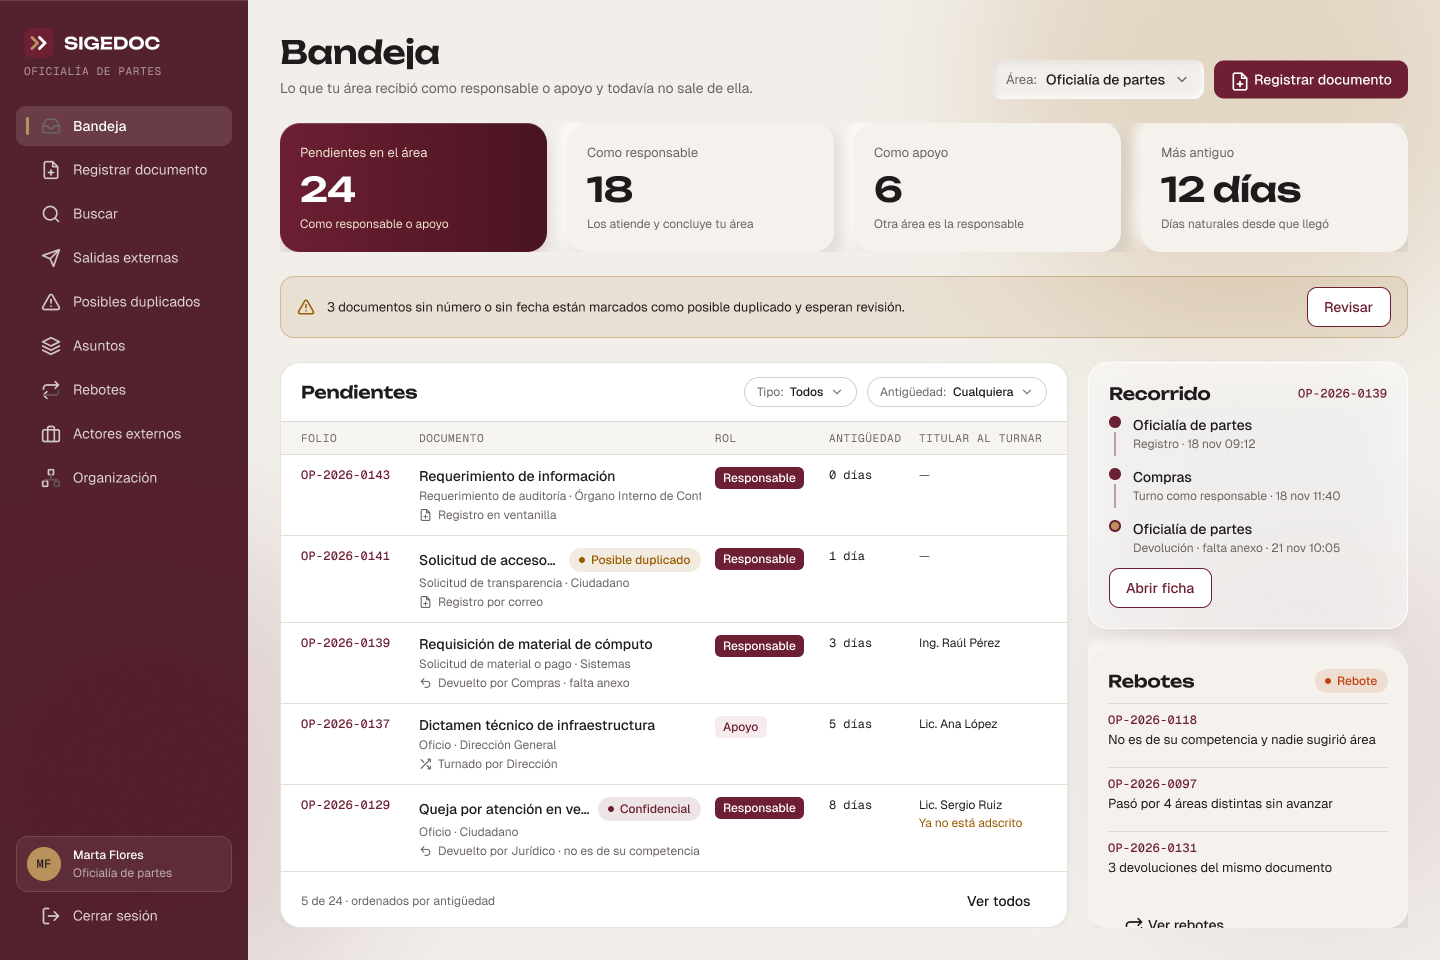 SIGEDOC
OFICIALÍA DE PARTES
Bandeja
Registrar documento
Buscar
Salidas externas
Posibles duplicados
Asuntos
Rebotes
Actores externos
Organización
MF
Marta Flores
Oficialía de partes
Cerrar sesión
Bandeja
Lo que tu área recibió como responsable o apoyo y todavía no sale de ella.
Área: Oficialía de partes
Registrar documento
Pendientes en el área
24
Como responsable o apoyo
Como responsable
18
Los atiende y concluye tu área
Como apoyo
6
Otra área es la responsable
Más antiguo
12 días
Días naturales desde que llegó
3 documentos sin número o sin fecha están marcados como posible duplicado y esperan revisión.
Revisar
Pendientes
Tipo: Todos
Antigüedad: Cualquiera
FOLIO DOCUMENTO ROL ANTIGÜEDAD TITULAR AL TURNAR
OP-2026-0143 Requerimiento de información Responsable 0 días —
Requerimiento de auditoría · Órgano Interno de Cont
Registro en ventanilla
OP-2026-0141 Solicitud de acceso... Posible duplicado Responsable 1 día —
Solicitud de transparencia · Ciudadano
Registro por correo
OP-2026-0139 Requisición de material de cómputo Responsable 3 días Ing. Raúl Pérez
Solicitud de material o pago · Sistemas
Devuelto por Compras · falta anexo
OP-2026-0137 Dictamen técnico de infraestructura Apoyo 5 días Lic. Ana López
Oficio · Dirección General
Turnado por Dirección
OP-2026-0129 Queja por atención en ve... Confidencial Responsable 8 días Lic. Sergio Ruiz
Ya no está adscrito
Oficio · Ciudadano
Devuelto por Jurídico · no es de su competencia
5 de 24 · ordenados por antigüedad
Ver todos
Recorrido
OP-2026-0139
Oficialía de partes
Registro · 18 nov 09:12
Compras
Turno como responsable · 18 nov 11:40
Oficialía de partes
Devolución · falta anexo · 21 nov 10:05
Abrir ficha
Rebotes
Rebote
OP-2026-0118
No es de su competencia y nadie sugirió área
OP-2026-0097
Pasó por 4 áreas distintas sin avanzar
OP-2026-0131
3 devoluciones del mismo documento
Ver rebotes